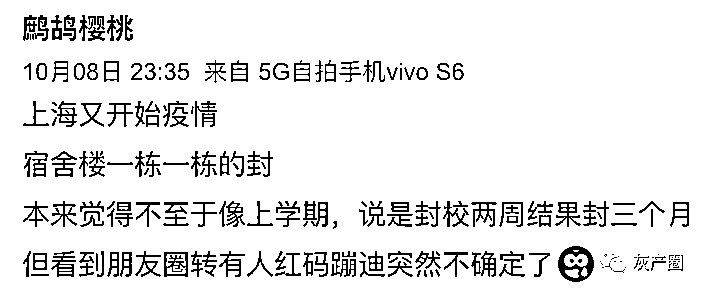 鹧鸪樱桃
10月08日 23:35 来自 5G自拍手机vivo S6
上海又开始疫情
宿舍楼一栋一栋的封
本来觉得不至于像上学期，说是封校两周结果封三个月
但看到朋友圈转有人红码蹦迪突然不确定了
灰产圈